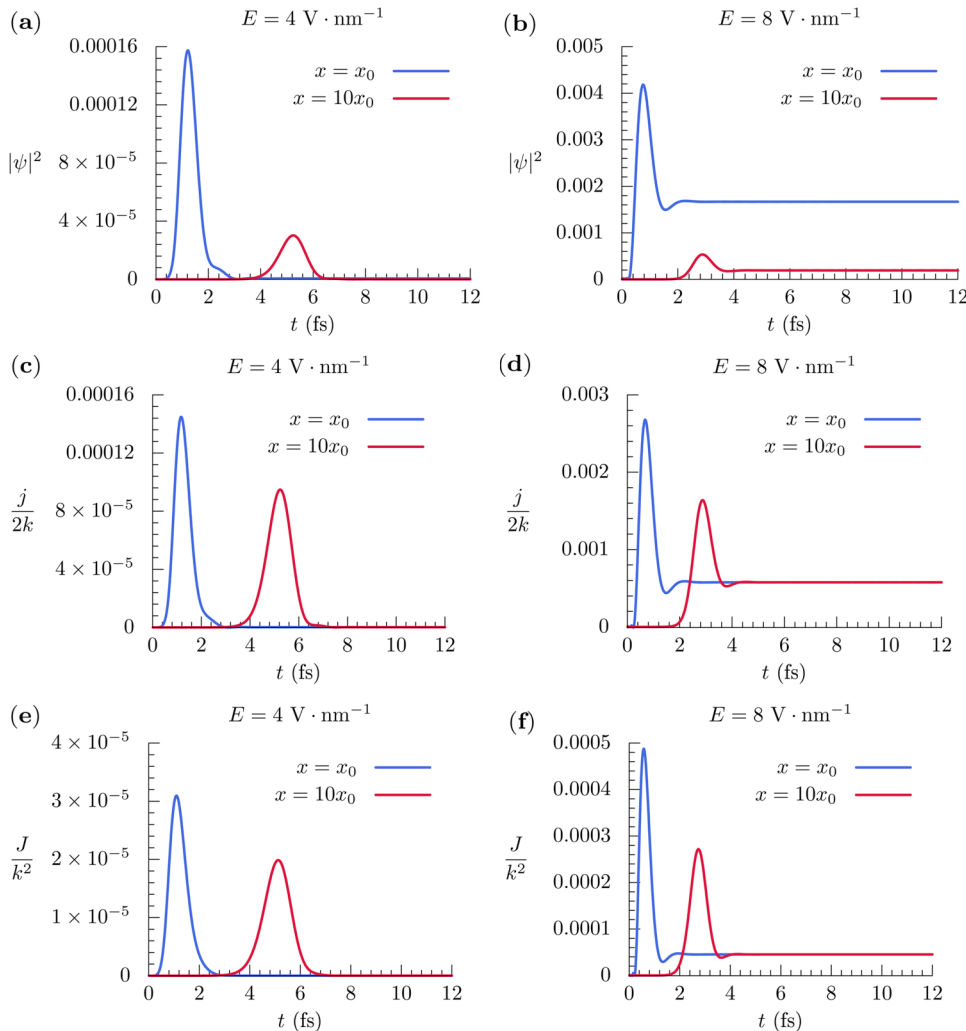 (a) E = 4 V · nm⁻¹
0.00016
0.00012
8 × 10⁻⁵
4 × 10⁻⁵
0
|ψ|²
x = x₀
x = 10x₀
0 2 4 6 8 10 12
t (fs)
(b) E = 8 V · nm⁻¹
0.005
0.004
0.003
0.002
0.001
0
|ψ|²
x = x₀
x = 10x₀
0 2 4 6 8 10 12
t (fs)
(c) E = 4 V · nm⁻¹
0.00016
0.00012
8 × 10⁻⁵
4 × 10⁻⁵
0
j
2k
x = x₀
x = 10x₀
0 2 4 6 8 10 12
t (fs)
(d) E = 8 V · nm⁻¹
0.003
0.002
0.001
0
j
2k
x = x₀
x = 10x₀
0 2 4 6 8 10 12
t (fs)
(e) E = 4 V · nm⁻¹
4 × 10⁻⁵
3 × 10⁻⁵
2 × 10⁻⁵
1 × 10⁻⁵
0
J
k²
x = x₀
x = 10x₀
0 2 4 6 8 10 12
t (fs)
(f) E = 8 V · nm⁻¹
0.0005
0.0004
0.0003
0.0002
0.0001
0
J
k²
x = x₀
x = 10x₀
0 2 4 6 8 10 12
t (fs)